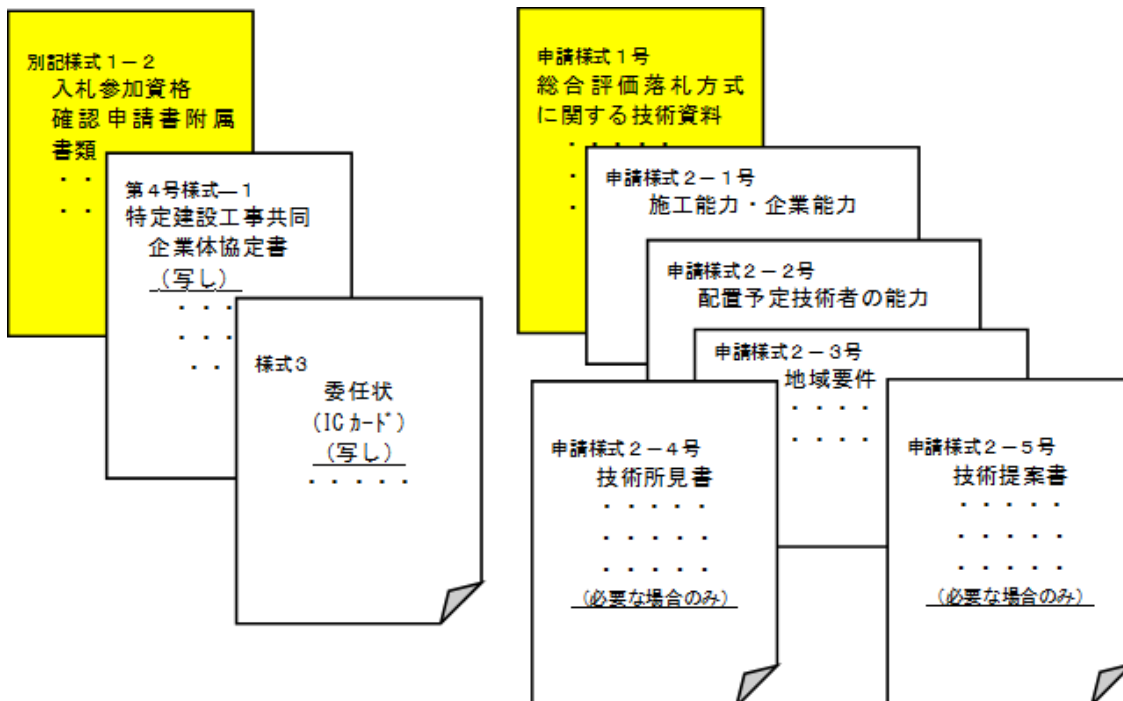 別記様式1－2
入札参加資格
確認申請書附属
書類
・・
・・
第4号様式―1
特定建設工事共同
企業体協定書
（写し）
・・・
・・・
・・
様式3
委任状
（ICｶｰﾄﾞ）
（写し）
・・・・・
申請様式1号
総合評価落札方式
に関する技術資料
・・・・・
・
・
申請様式2－1号
施工能力・企業能力
申請様式2－2号
配置予定技術者の能力
申請様式2－3号
地域要件
・・・・
・・・・
申請様式2－4号
技術所見書
・・・・・
・・・・・
・・・・・
（必要な場合のみ）
申請様式2－5号
技術提案書
・・・・・
・・・・・
・・・・・
（必要な場合のみ）